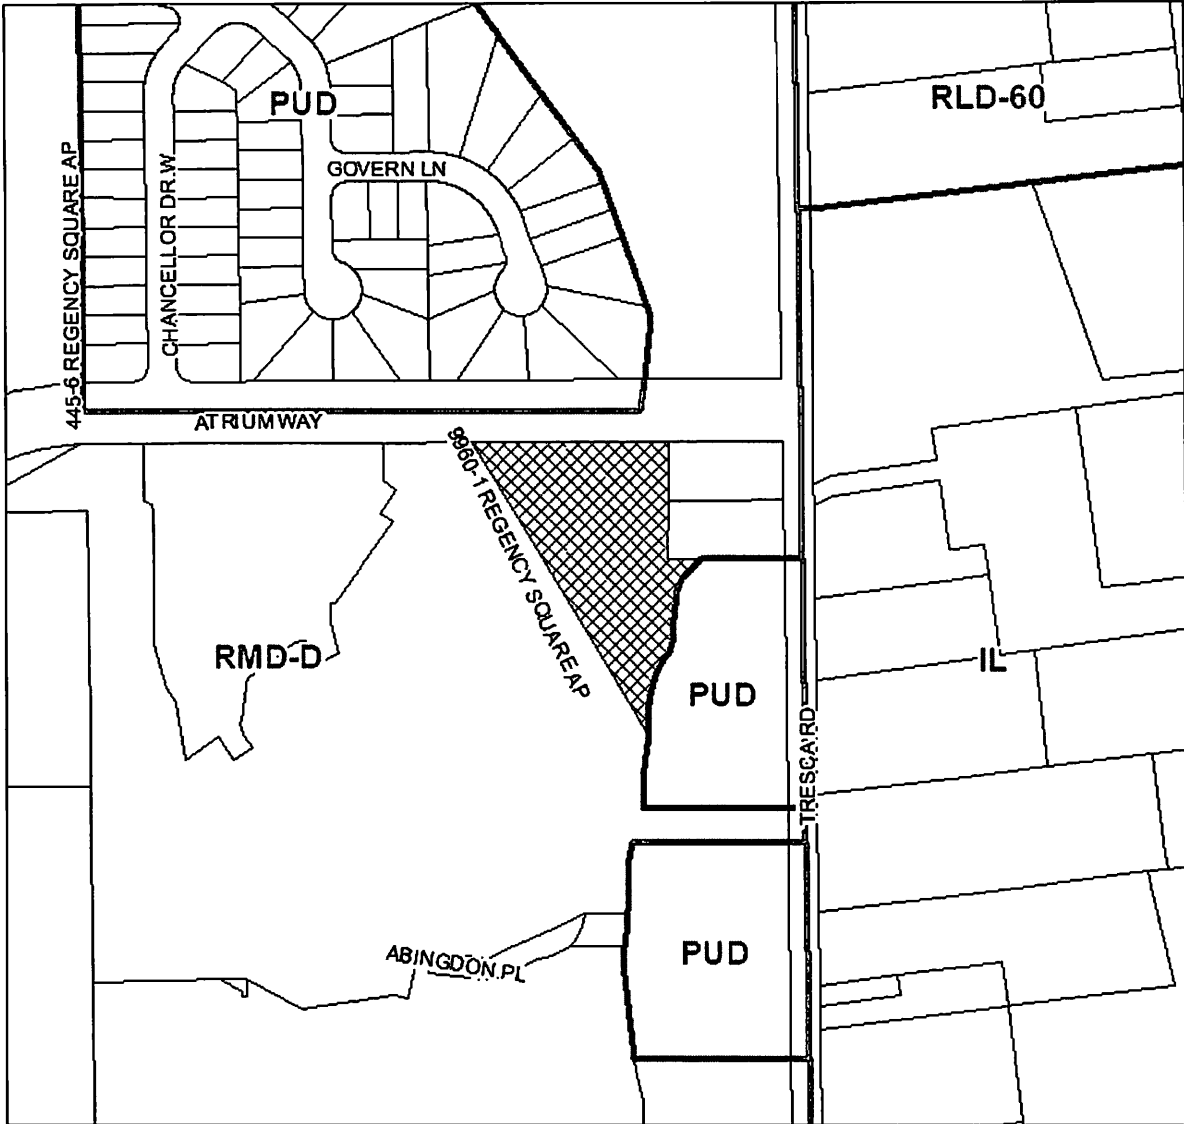 RLD-60
PUD
GOVERN LN
445-6 REGENCY SQUARE AP
CHANCELLOR DR.W
ATRIUM WAY
9960-1 REGENCY SQUARE AP
RMD-D
IL
PUD
TRESCA RD
PUD
ABINGDON PL